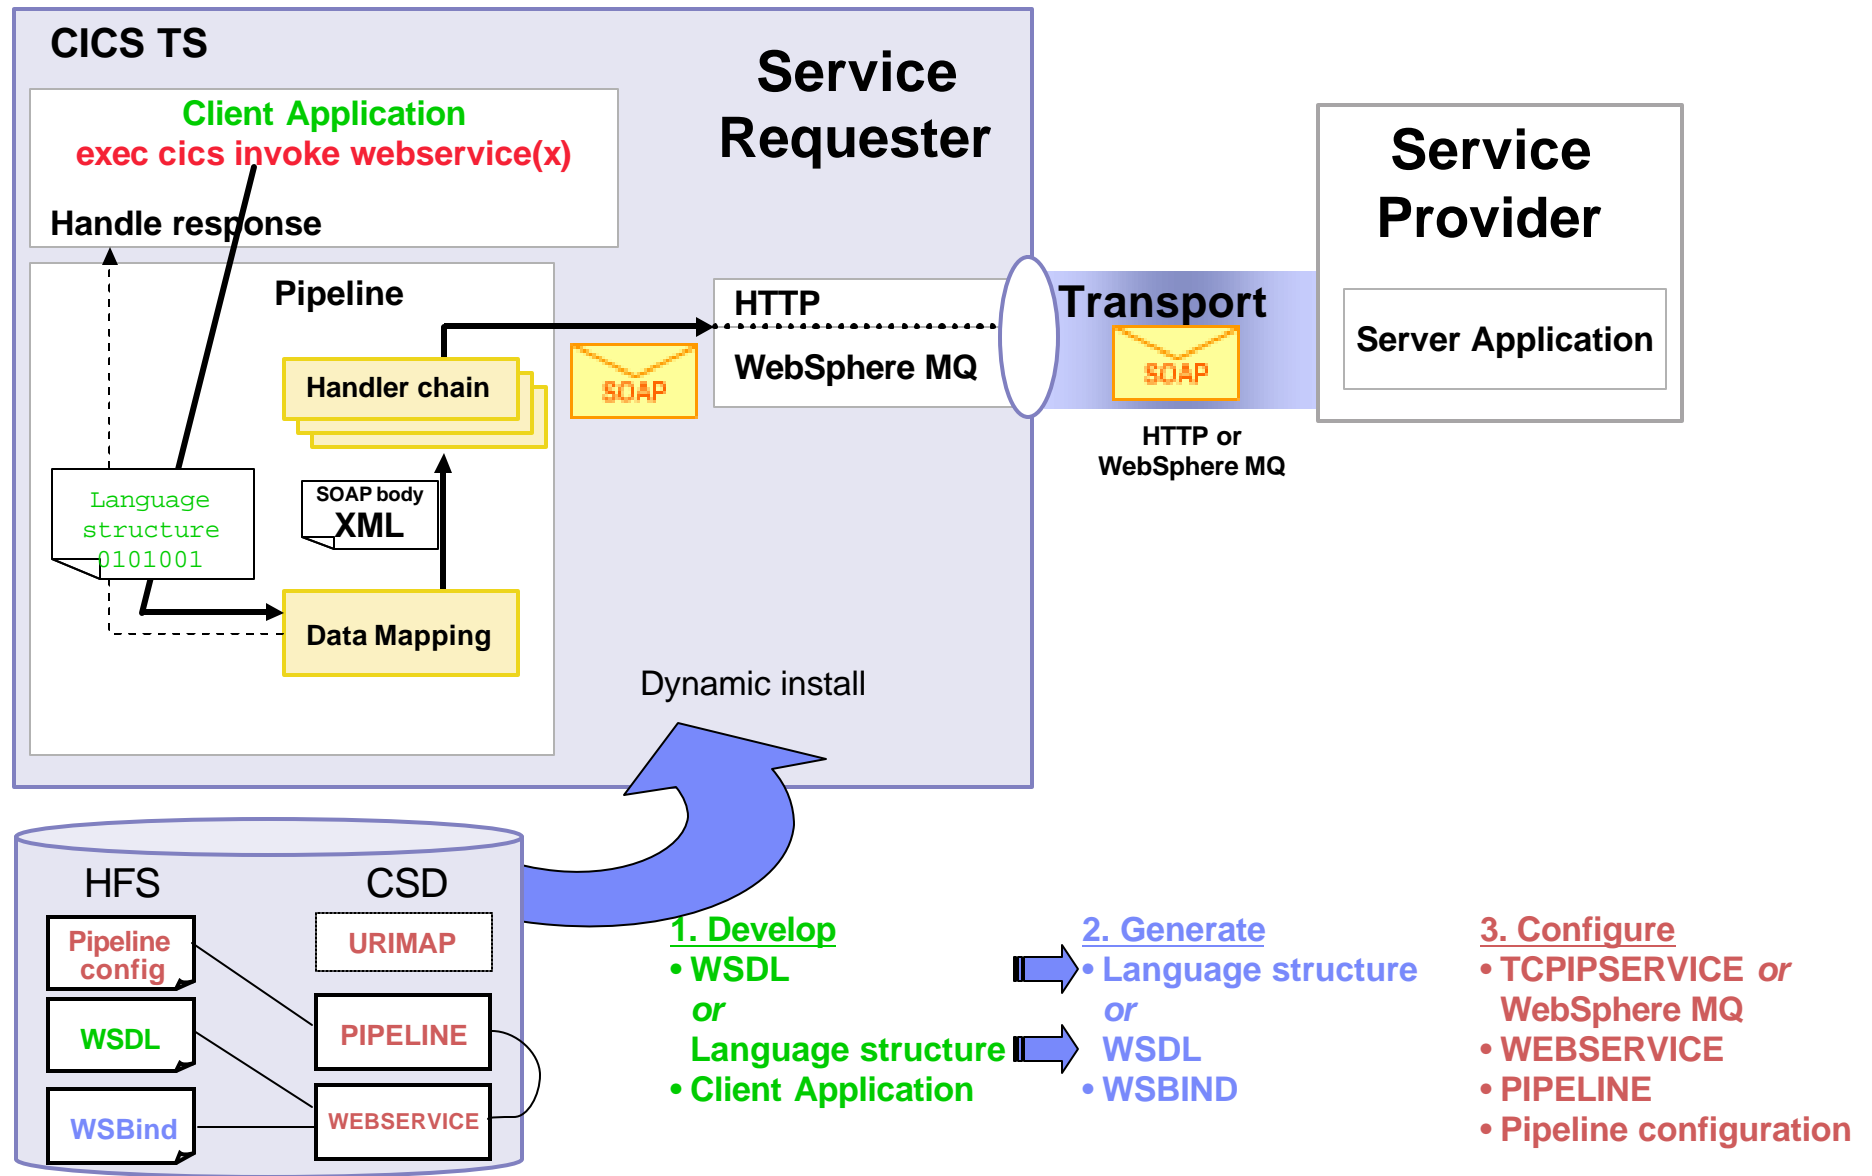 CICS TS
Service
Requester
Client Application
exec cics invoke webservice(x)
Handle response
Pipeline
HTTP
WebSphere MQ
Handler chain
SOAP
SOAP body
XML
Language
structure
0101001
Data Mapping
Dynamic install
Transport
SOAP
HTTP or
WebSphere MQ
Service
Provider
Server Application
HFS
CSD
Pipeline
config
URIMAP
WSDL
PIPELINE
WSBind
WEBSERVICE
1. Develop
• WSDL
or
Language structure
• Client Application
2. Generate
• Language structure
or
WSDL
• WSBIND
3. Configure
• TCPIPSERVICE or
WebSphere MQ
• WEBSERVICE
• PIPELINE
• Pipeline configuration